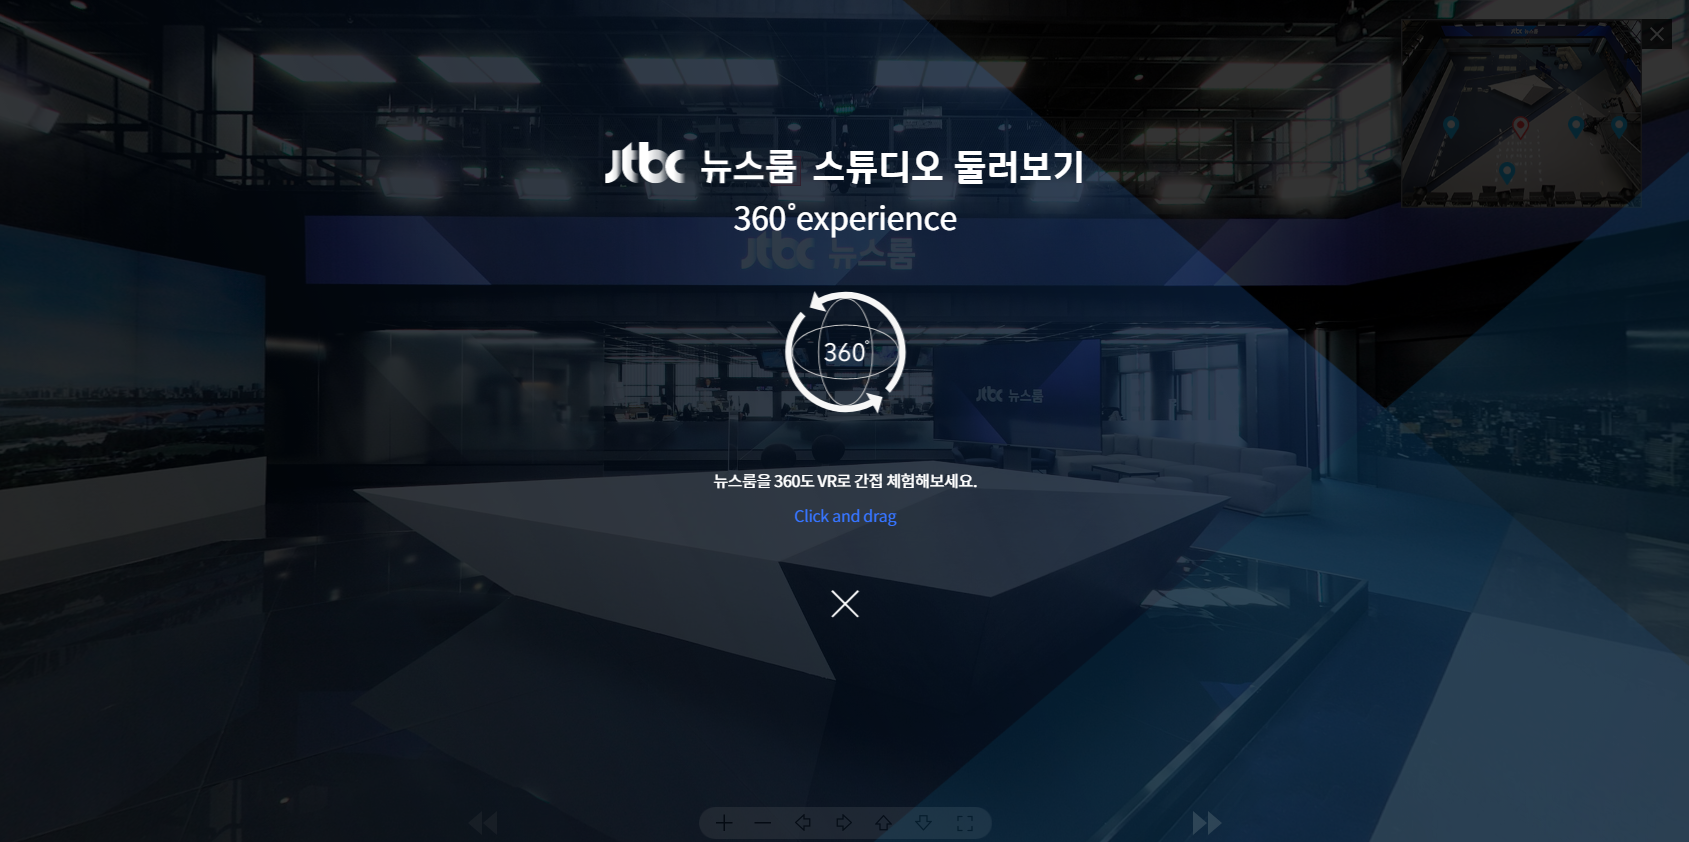 jtbc 뉴스룸 스튜디오 둘러보기
360°experience
jtbc 뉴스룸
360°
jtbc 뉴스룸
뉴스룸을 360도 VR로 간접 체험해보세요.
Click and drag